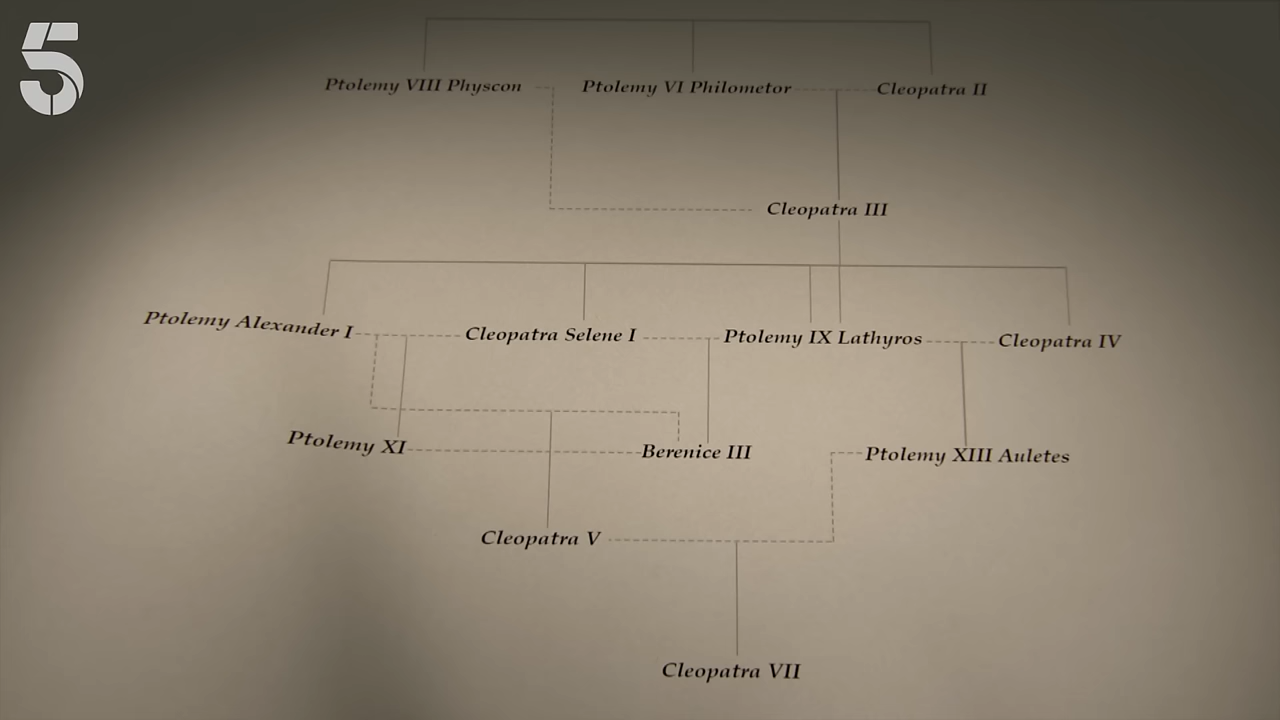 5
Ptolemy VIII Physcon Ptolemy VI Philometor Cleopatra II
Cleopatra III
Ptolemy Alexander I Cleopatra Selene I Ptolemy IX Lathyros Cleopatra IV
Ptolemy XI Berenice III Ptolemy XIII Auletes
Cleopatra V
Cleopatra VII